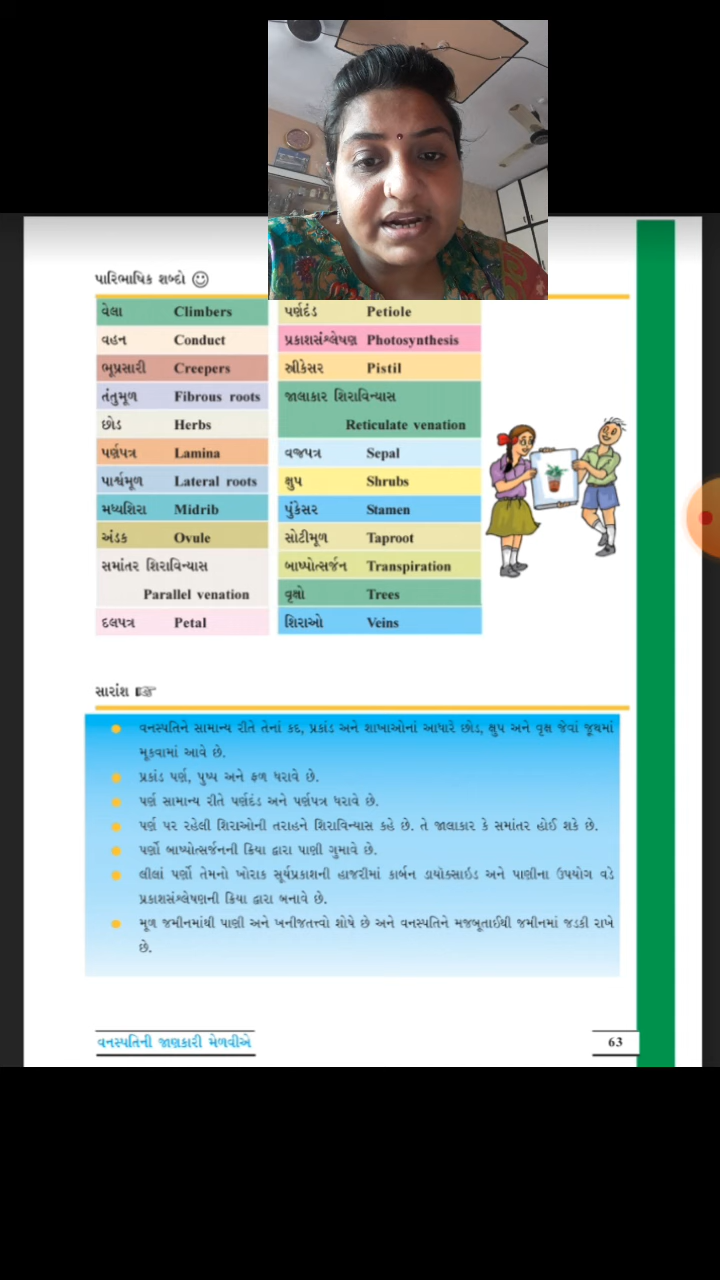 પારિભાષિક શબ્દો
વેલા Climbers
વહન Conduct
ભૂપ્રસારી Creepers
તંતુમૂળ Fibrous roots
છોડ Herbs
પર્ણપત્ર Lamina
પાર્શ્વમૂળ Lateral roots
મધ્યશિરા Midrib
અંડક Ovule
સમાંતર શિરાવિન્યાસ
Parallel venation
દલપત્ર Petal
પર્ણદંડ Petiole
પ્રકાશસંશ્લેષણ Photosynthesis
સ્ત્રીકેસર Pistil
જાલાકાર શિરાવિન્યાસ
Reticulate venation
વજપત્ર Sepal
ક્ષુપ Shrubs
પુંકેસર Stamen
સોટીમૂળ Taproot
બાષ્પોત્સર્જન Transpiration
વૃક્ષો Trees
શિરાઓ Veins
સારાંશ
વનસ્પતિને સામાન્ય રીતે તેનાં કદ, પ્રકાંડ અને શાખાઓનાં આધારે છોડ, ક્ષુપ અને વૃક્ષ જેવાં જૂથમાં
મૂકવામાં આવે છે.
પ્રકાંડ પર્ણ, પુષ્પ અને ફળ ધરાવે છે.
પર્ણ સામાન્ય રીતે પર્ણદંડ અને પર્ણપત્ર ધરાવે છે.
પર્ણ પર રહેલી શિરાઓની તરાહને શિરાવિન્યાસ કહે છે. તે જાલાકાર કે સમાંતર હોઈ શકે છે.
પર્ણો બાષ્પોત્સર્જનની ક્રિયા દ્વારા પાણી ગુમાવે છે.
લીલાં પર્ણો તેમનો ખોરાક સૂર્યપ્રકાશની હાજરીમાં કાર્બન ડાયૉક્સાઇડ અને પાણીના ઉપયોગ વડે
પ્રકાશસંશ્લેષણની ક્રિયા દ્વારા બનાવે છે.
મૂળ જમીનમાંથી પાણી અને ખનીજતત્ત્વો શોષે છે અને વનસ્પતિને મજબૂતાઈથી જમીનમાં જકડી રાખે
છે.
વનસ્પતિની જાણકારી મેળવીએ
63